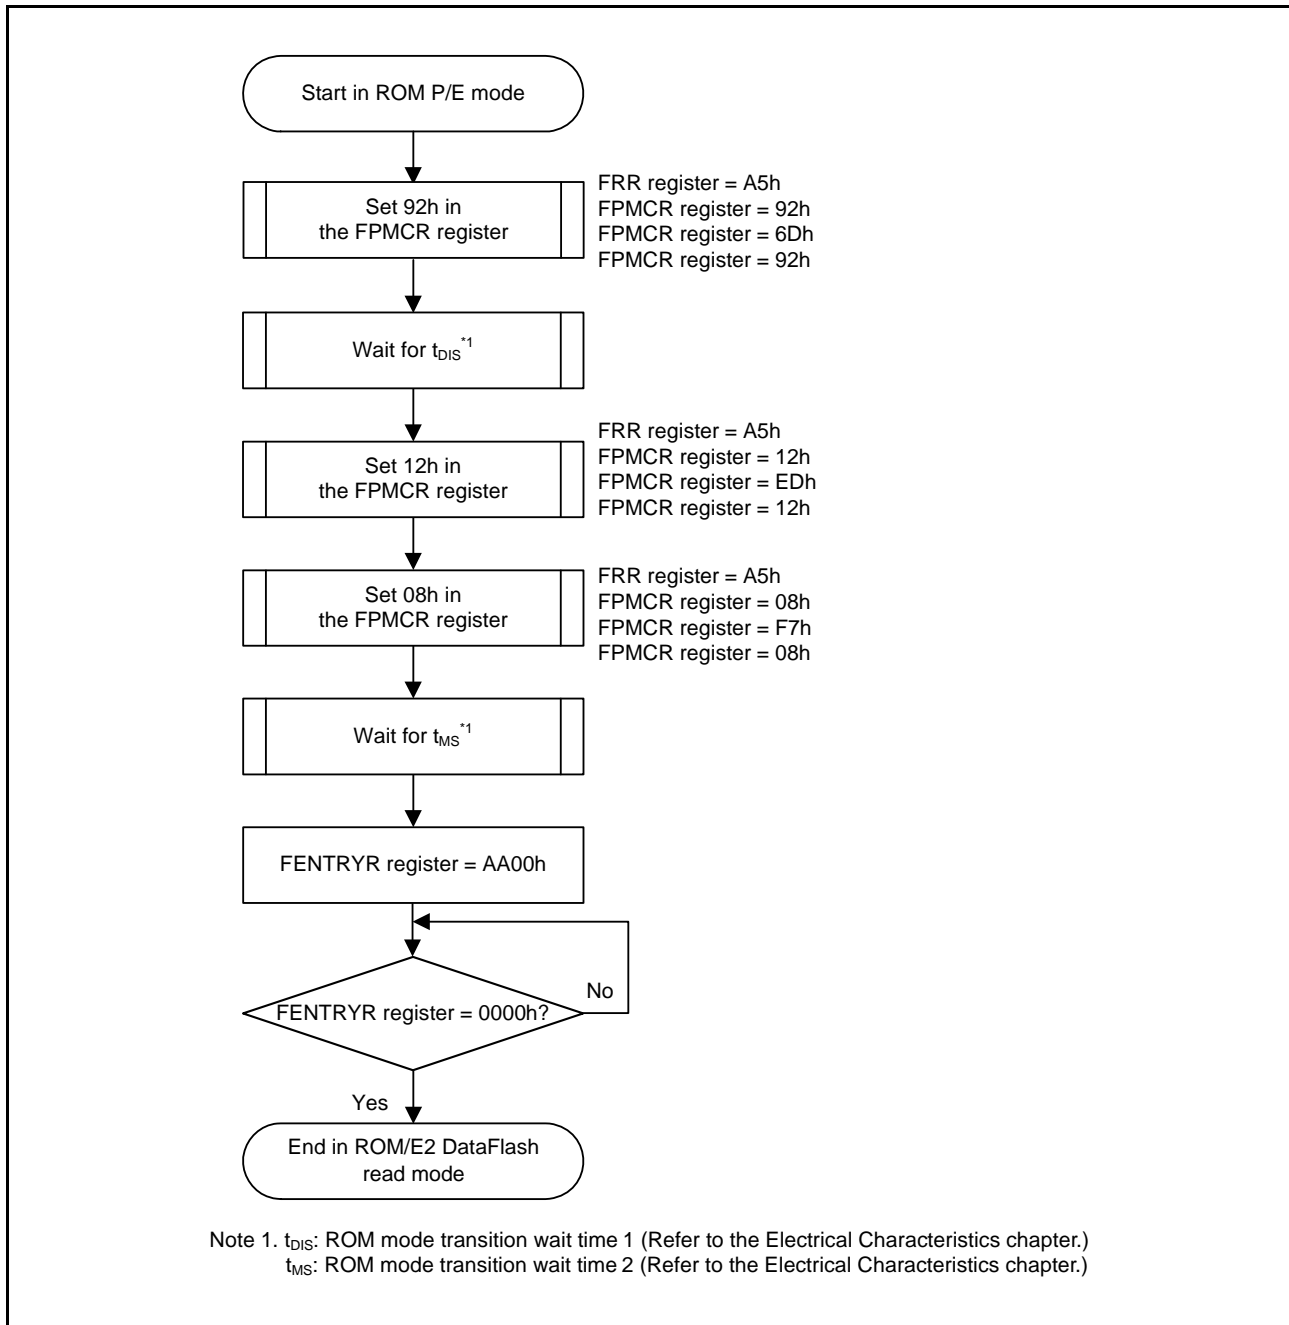 Start in ROM P/E mode
Set 92h in
the FPMCR register
FRR register = A5h
FPMCR register = 92h
FPMCR register = 6Dh
FPMCR register = 92h
Wait for tDIS*1
Set 12h in
the FPMCR register
FRR register = A5h
FPMCR register = 12h
FPMCR register = EDh
FPMCR register = 12h
Set 08h in
the FPMCR register
FRR register = A5h
FPMCR register = 08h
FPMCR register = F7h
FPMCR register = 08h
Wait for tMS*1
FENTRYR register = AA00h
FENTRYR register = 0000h?
No
Yes
End in ROM/E2 DataFlash
read mode
Note 1. tDIS: ROM mode transition wait time 1 (Refer to the Electrical Characteristics chapter.)
tMS: ROM mode transition wait time 2 (Refer to the Electrical Characteristics chapter.)